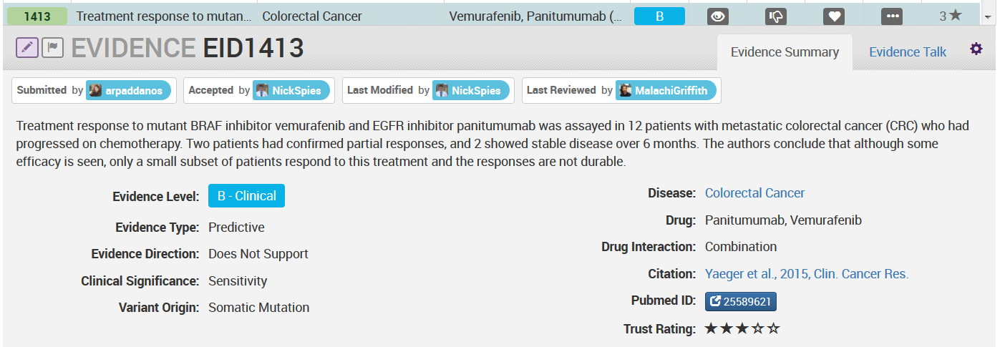 1413 Treatment response to mutan... Colorectal Cancer Vemurafenib, Panitumumab (... B 3
EVIDENCE EID1413 Evidence Summary Evidence Talk
Submitted by arpaddanos Accepted by NickSpies Last Modified by NickSpies Last Reviewed by MalachiGriffith
Treatment response to mutant BRAF inhibitor vemurafenib and EGFR inhibitor panitumumab was assayed in 12 patients with metastatic colorectal cancer (CRC) who had
progressed on chemotherapy. Two patients had confirmed partial responses, and 2 showed stable disease over 6 months. The authors conclude that although some
efficacy is seen, only a small subset of patients respond to this treatment and the responses are not durable.
Evidence Level: B - Clinical
Evidence Type: Predictive
Evidence Direction: Does Not Support
Clinical Significance: Sensitivity
Variant Origin: Somatic Mutation
Disease: Colorectal Cancer
Drug: Panitumumab, Vemurafenib
Drug Interaction: Combination
Citation: Yaeger et al., 2015, Clin. Cancer Res.
Pubmed ID: 25589621
Trust Rating: